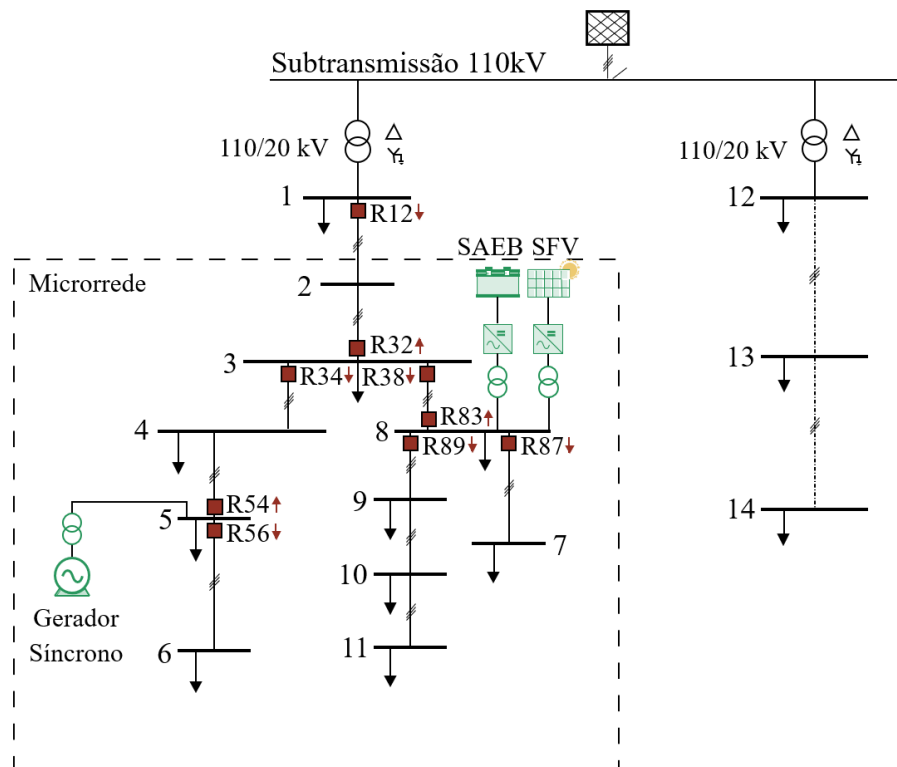 Subtransmissão 110kV
110/20 kV
110/20 kV
1
R12
12
SAEB SFV
Microrrede
2
R32
3
R34
R38
13
R83
4
8
R89
R87
R54
9
14
5
R56
7
10
Gerador
Síncrono
6
11